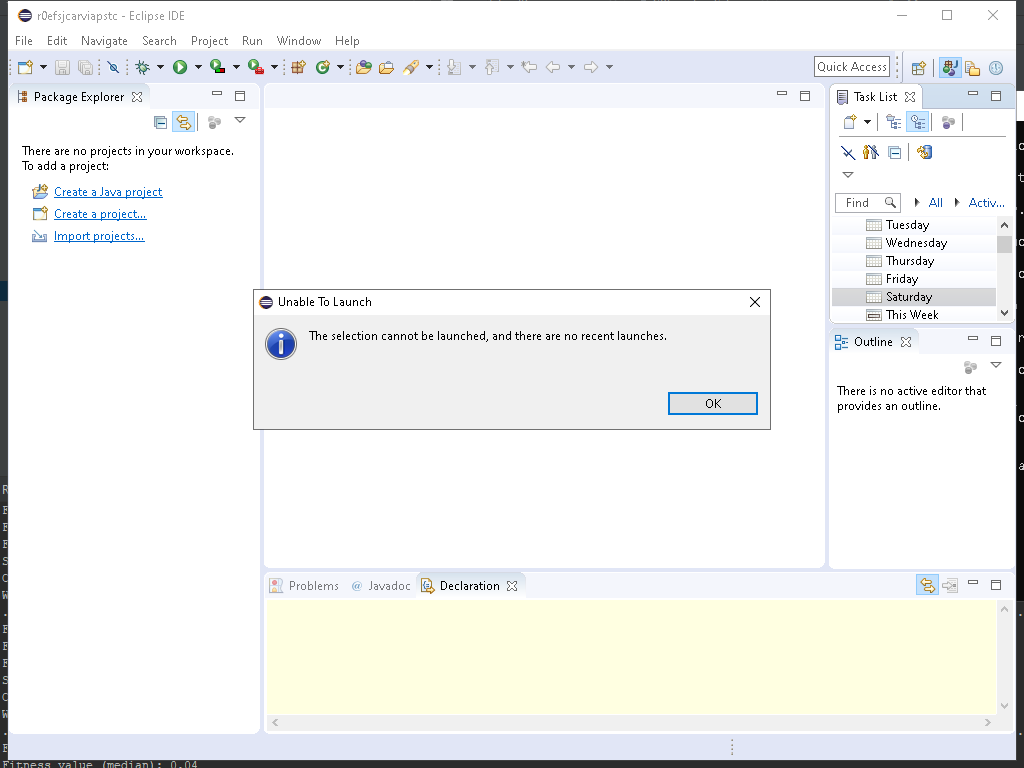 r0efsjcarviapstc - Eclipse IDE
File Edit Navigate Search Project Run Window Help
Quick Access
Package Explorer
There are no projects in your workspace.
To add a project:
Create a Java project
Create a project...
Import projects...
Task List
Find All Activ...
Tuesday
Wednesday
Thursday
Friday
Saturday
This Week
Unable To Launch
The selection cannot be launched, and there are no recent launches.
OK
Outline
There is no active editor that
provides an outline.
Problems @ Javadoc Declaration
Fitness value (median): 0.04